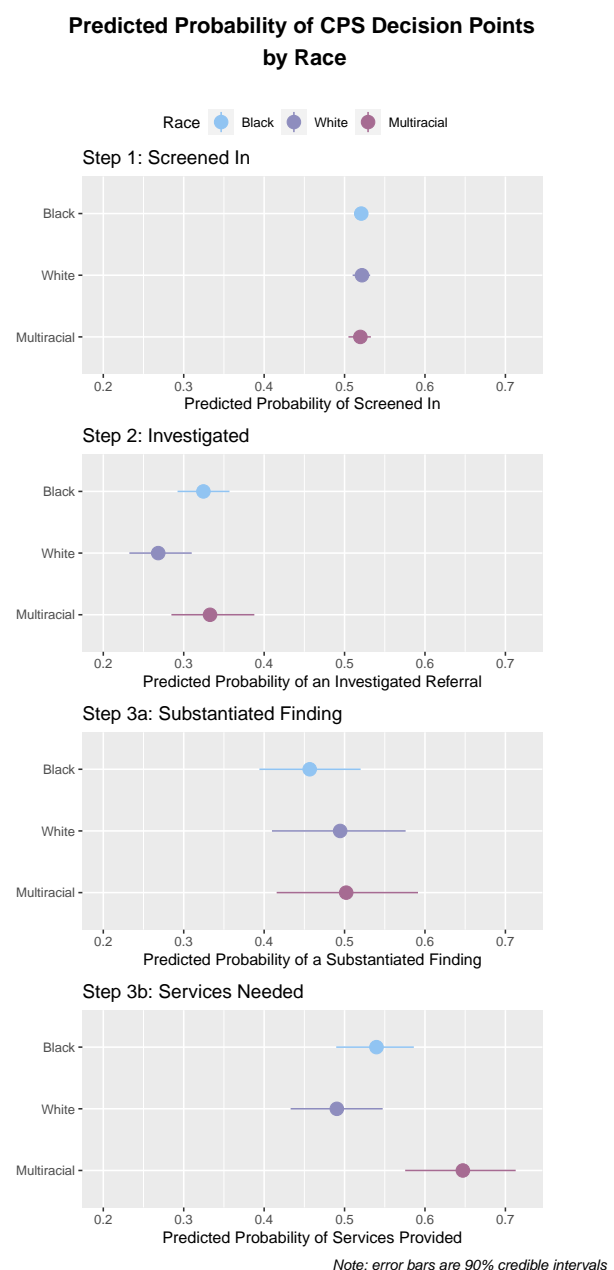 Predicted Probability of CPS Decision Points
by Race
Race Black White Multiracial
Step 1: Screened In
Black
White
Multiracial
0.2 0.3 0.4 0.5 0.6 0.7
Predicted Probability of Screened In
Step 2: Investigated
Black
White
Multiracial
0.2 0.3 0.4 0.5 0.6 0.7
Predicted Probability of an Investigated Referral
Step 3a: Substantiated Finding
Black
White
Multiracial
0.2 0.3 0.4 0.5 0.6 0.7
Predicted Probability of a Substantiated Finding
Step 3b: Services Needed
Black
White
Multiracial
0.2 0.3 0.4 0.5 0.6 0.7
Predicted Probability of Services Provided
Note: error bars are 90% credible intervals